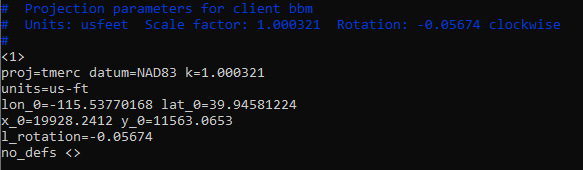 #  Projection parameters for client bbm
#  Units: usfeet  Scale factor: 1.000321  Rotation: -0.05674 clockwise
#
<1>
proj=tmerc datum=NAD83 k=1.000321
units=us-ft
lon_0=-115.53770168 lat_0=39.94581224
x_0=19928.2412 y_0=11563.0653
l_rotation=-0.05674
no_defs <>